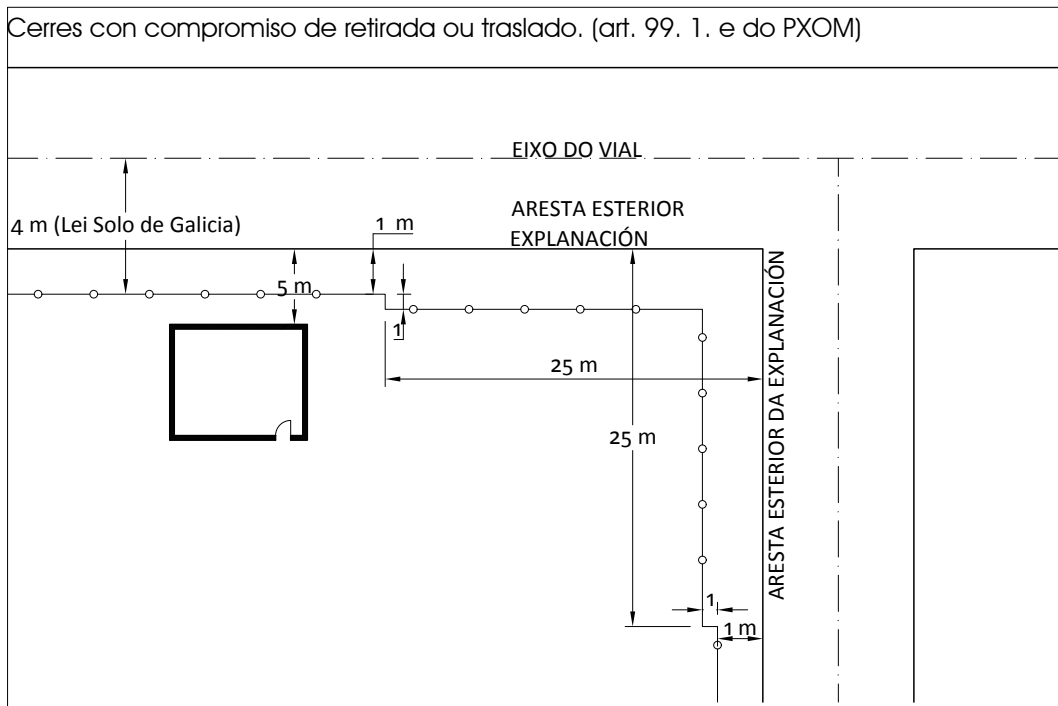 Cerres con compromiso de retirada ou traslado. (art. 99. 1. e do PXOM)
EIXO DO VIAL
4 m (Lei Solo de Galicia)
1 m
ARESTA ESTERIOR
EXPLANACIÓN
5 m
1
25 m
25 m
ARESTA ESTERIOR DA EXPLANACIÓN
1
1 m